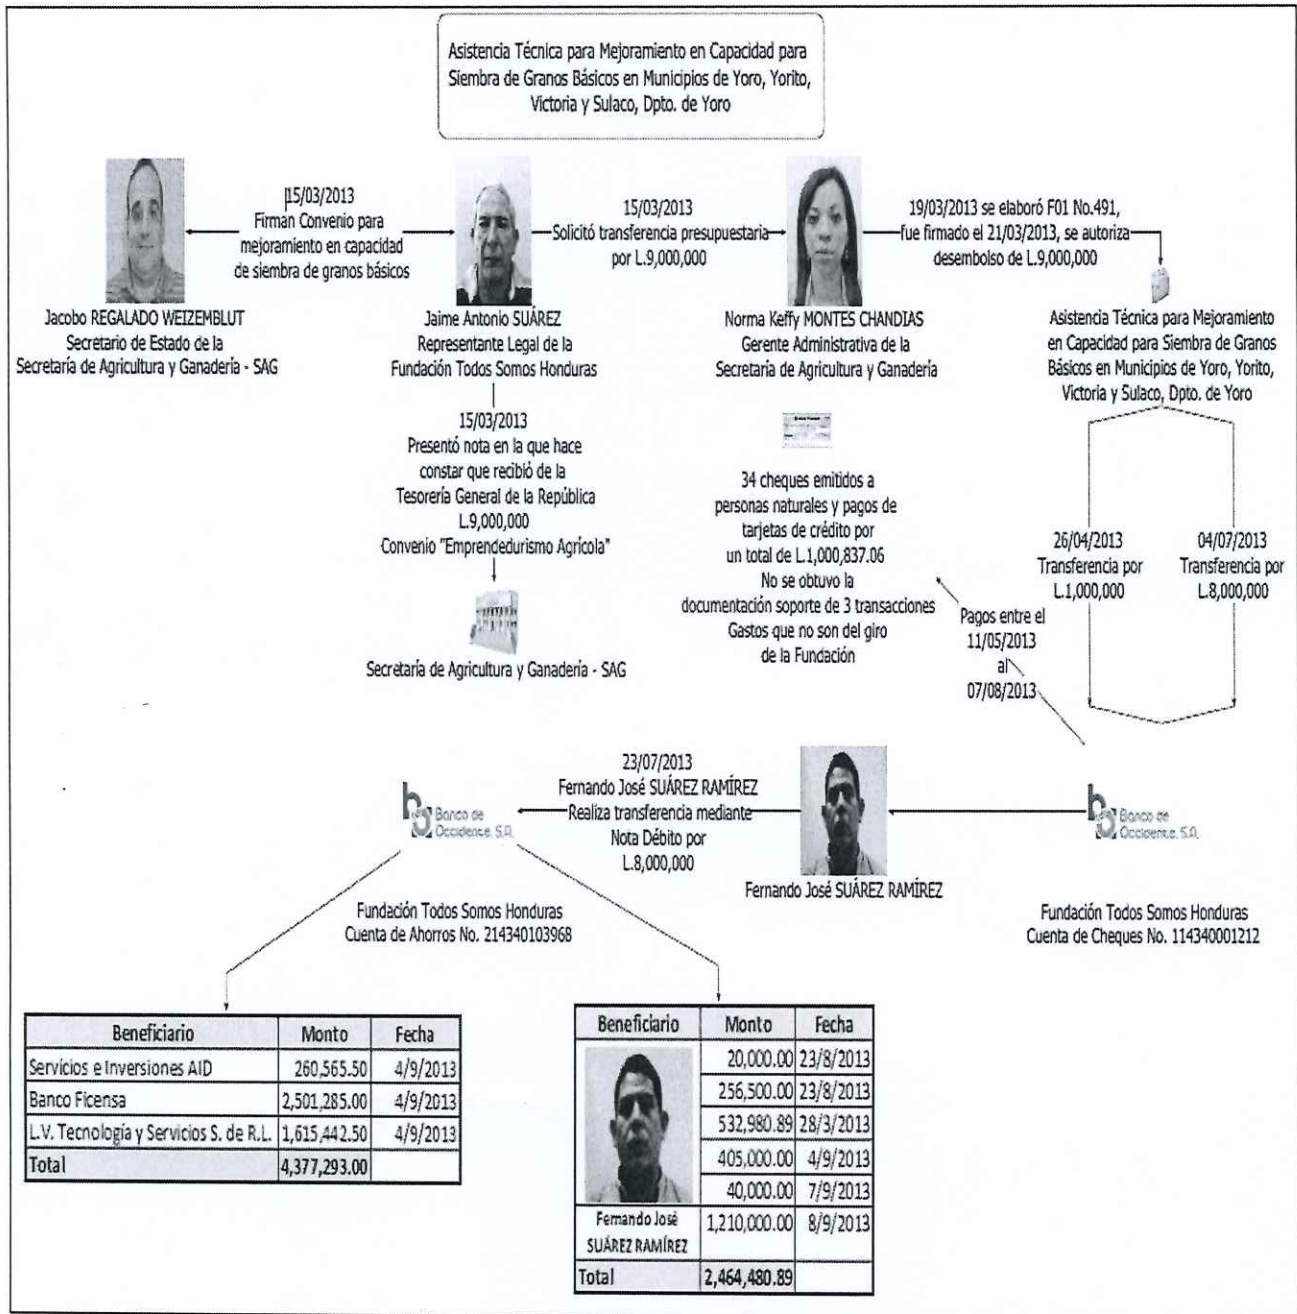 Asistencia Técnica para Mejoramiento en Capacidad para
Siembra de Granos Básicos en Municipios de Yoro, Yorito,
Victoria y Sulaco, Dpto. de Yoro
15/03/2013
Firman Convenio para
mejoramiento en capacidad
de siembra de granos básicos
15/03/2013
Solicitó transferencia presupuestaria
por L.9,000,000
19/03/2013 se elaboró F01 No.491,
fue firmado el 21/03/2013, se autoriza
desembolso de L.9,000,000
Jacobo REGALADO WEIZEMBLUT
Secretario de Estado de la
Secretaría de Agricultura y Ganadería - SAG
Jaime Antonio SUÁREZ
Representante Legal de la
Fundación Todos Somos Honduras
Norma Keffy MONTES CHANDIAS
Gerente Administrativa de la
Secretaría de Agricultura y Ganadería
Asistencia Técnica para Mejoramiento
en Capacidad para Siembra de Granos
Básicos en Municipios de Yoro, Yorito,
Victoria y Sulaco, Dpto. de Yoro
15/03/2013
Presentó nota en la que hace
constar que recibió de la
Tesorería General de la República
L.9,000,000
Convenio "Emprendedurismo Agrícola"
Secretaría de Agricultura y Ganadería - SAG
34 cheques emitidos a
personas naturales y pagos de
tarjetas de crédito por
un total de L.1,000,837.06
No se obtuvo la
documentación soporte de 3 transacciones
Gastos que no son del giro
de la Fundación
26/04/2013
Transferencia por
L.1,000,000
04/07/2013
Transferencia por
L.8,000,000
Pagos entre el
11/05/2013
al
07/08/2013
23/07/2013
Fernando José SUÁREZ RAMÍREZ
Realiza transferencia mediante
Nota Débito por
L.8,000,000
Banco de
Occidente, S.A.
Fernando José SUÁREZ RAMÍREZ
Banco de
Occidente, S.A.
Fundación Todos Somos Honduras
Cuenta de Ahorros No. 214340103968
Fundación Todos Somos Honduras
Cuenta de Cheques No. 114340001212
Beneficiario Monto Fecha
Servicios e Inversiones AID 260,565.50 4/9/2013
Banco Ficensa 2,501,285.00 4/9/2013
L.V. Tecnología y Servicios S. de R.L. 1,615,442.50 4/9/2013
Total 4,377,293.00
Beneficiario Monto Fecha
20,000.00 23/8/2013
256,500.00 23/8/2013
532,980.89 28/3/2013
405,000.00 4/9/2013
40,000.00 7/9/2013
Fernando José SUÁREZ RAMÍREZ 1,210,000.00 8/9/2013
Total 2,464,480.89